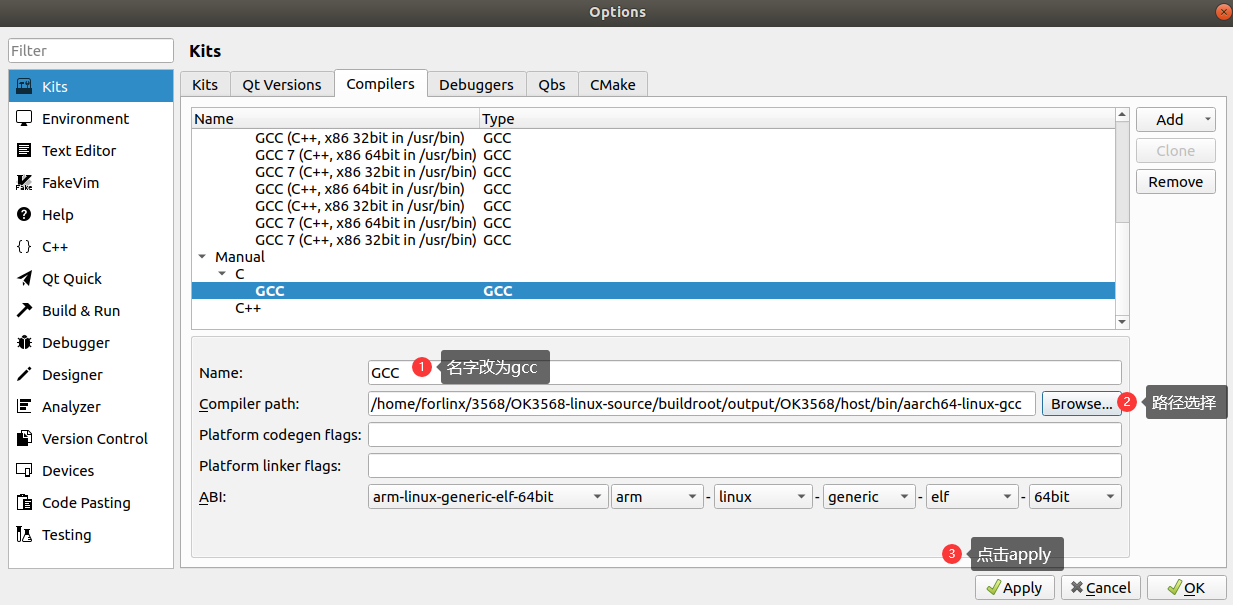 Options
Filter
Kits
Kits
Environment
Text Editor
FakeVim
Help
C++
Qt Quick
Build & Run
Debugger
Designer
Analyzer
Version Control
Devices
Code Pasting
Testing
Kits Qt Versions Compilers Debuggers Qbs CMake
Name Type
GCC (C++, x86 32bit in /usr/bin) GCC
GCC 7 (C++, x86 64bit in /usr/bin) GCC
GCC 7 (C++, x86 32bit in /usr/bin) GCC
GCC (C++, x86 64bit in /usr/bin) GCC
GCC (C++, x86 32bit in /usr/bin) GCC
GCC 7 (C++, x86 64bit in /usr/bin) GCC
GCC 7 (C++, x86 32bit in /usr/bin) GCC
Manual
C
GCC GCC
C++
Add
Clone
Remove
Name: GCC 1 名字改为gcc
Compiler path: /home/forlinx/3568/OK3568-linux-source/buildroot/output/OK3568/host/bin/aarch64-linux-gcc Browse... 2 路径选择
Platform codegen flags:
Platform linker flags:
ABI: arm-linux-generic-elf-64bit arm - linux - generic - elf - 64bit
3 点击apply
Apply Cancel OK